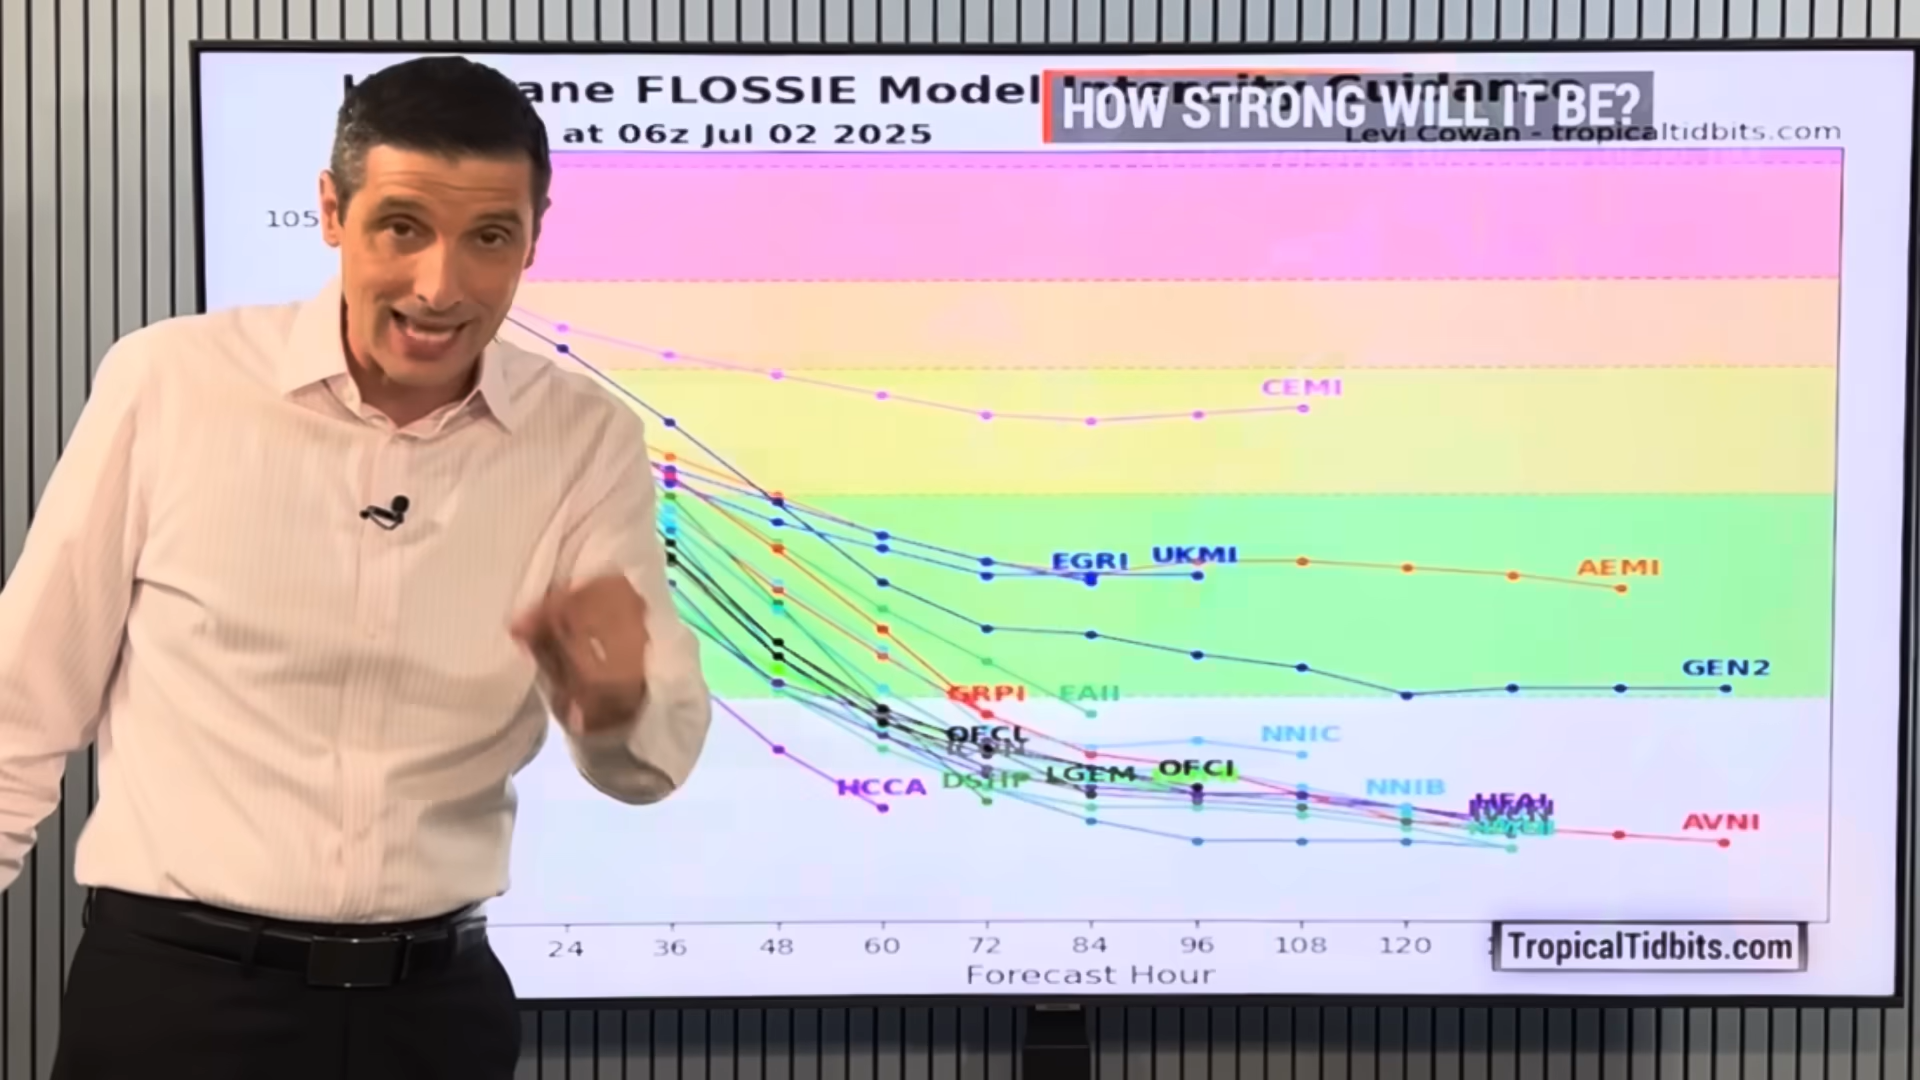 ane FLOSSIE Model Intensity Guidance
HOW STRONG WILL IT BE?
at 06z Jul 02 2025
Levi Cowan - tropicaltidbits.com
105
CEMI
EGRI
UKMI
AEMI
GEN2
GRPI
EAII
OFCL
NNIC
HCCA
DSHP
LGEM
OFCI
NNIB
AVNI
24 36 48 60 72 84 96 108 120
Forecast Hour
TropicalTidbits.com